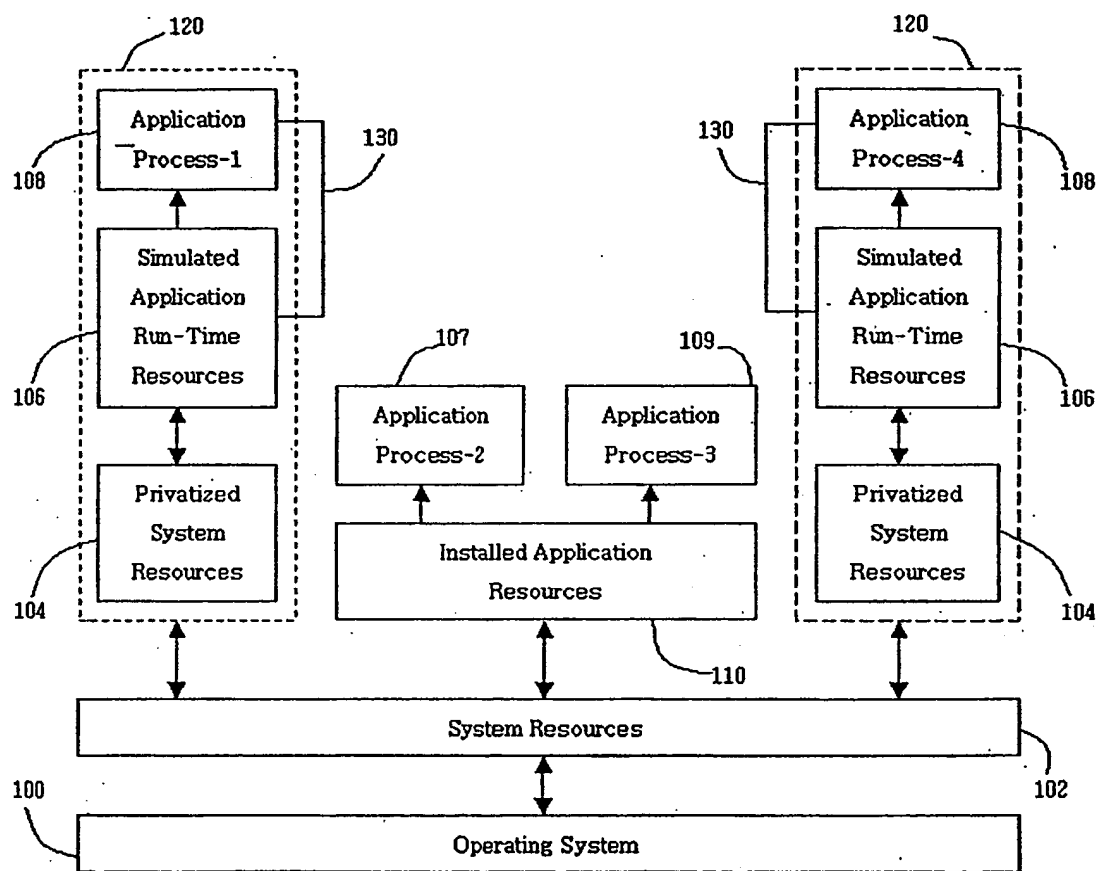 120
120
Application
Process-1
130
130
Application
Process-4
108
108
Simulated
Application
Run-Time
Resources
Simulated
Application
Run-Time
Resources
107
109
106
106
Application
Process-2
Application
Process-3
Privatized
System
Resources
Privatized
System
Resources
Installed Application
Resources
104
104
110
System Resources
102
100
Operating System